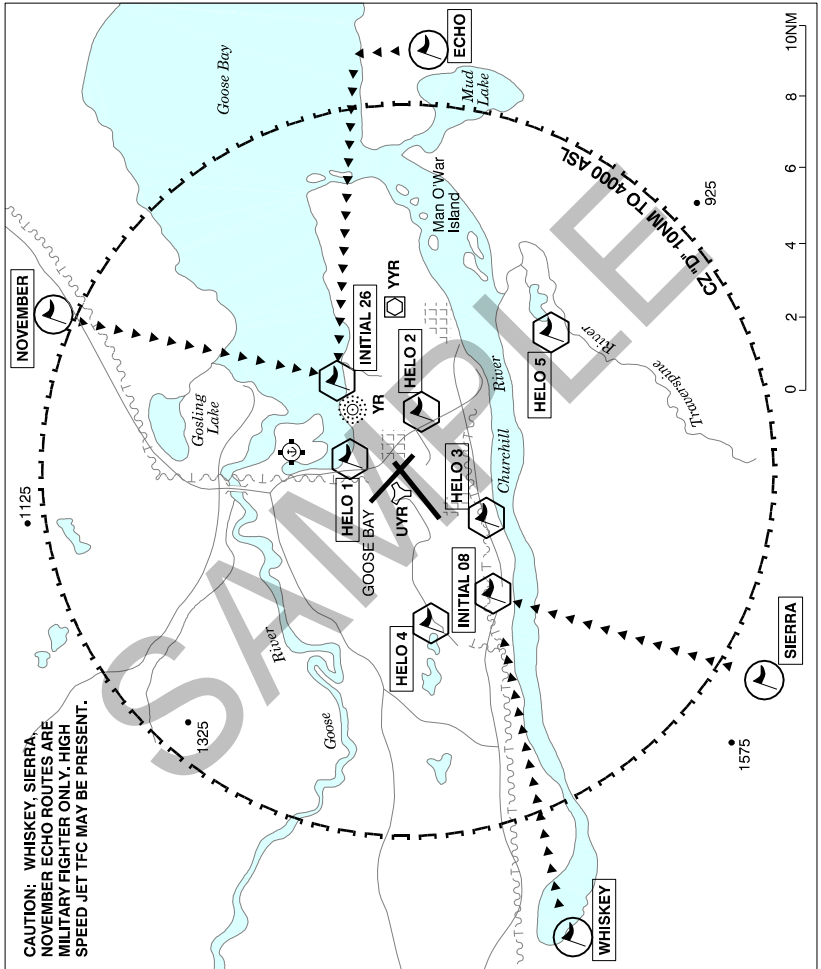 CAUTION: WHISKEY, SIERRA,
NOVEMBER ECHO ROUTES ARE
MILITARY FIGHTER ONLY. HIGH
SPEED JET TFC MAY BE PRESENT.
1325
1125
NOVEMBER
Goose Bay
ECHO
Mud
Lake
Gosling
Lake
INITIAL 26
YYR
Man O'War
Island
YR
HELO 2
HELO 1
GOOSE BAY
UYR
HELO 3
Churchill
River
HELO 5
River
Traverspine
CZ "D" 10NM TO 4000 ASL
925
River
Goose
HELO 4
INITIAL 08
SIERRA
1575
WHISKEY
0 2 4 6 8 10NM
SAMPLE